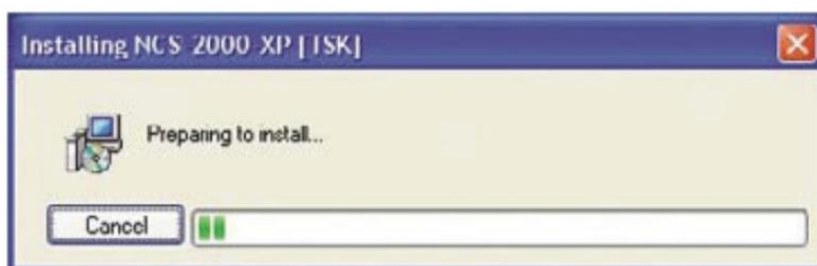 Installing NCS 2000 XP [TSK]
Preparing to install...
Cancel